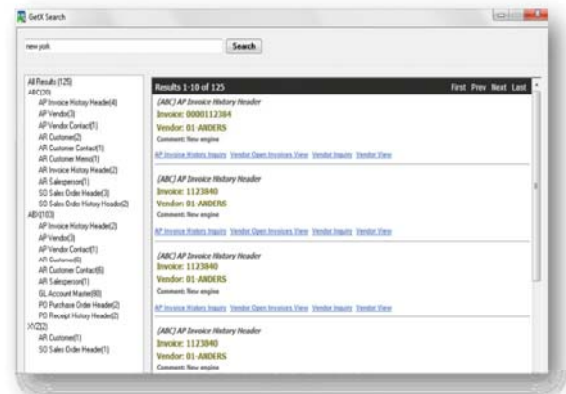 GetX Search
new york
Search
All Results (125)
ABC(20)
AP Invoice History Header(4)
AP Vendor(3)
AP Vendor Contact(1)
AR Customer(2)
AR Customer Contact(1)
AR Customer Memo(1)
AR Invoice History Header(2)
AR Salesperson(1)
SO Sales Order Header(3)
SO Sales Order History Header(2)
ABX(103)
AP Invoice History Header(2)
AP Vendor(3)
AP Vendor Contact(1)
AR Customer(6)
AR Customer Contact(6)
AR Salesperson(1)
GL Account Master(80)
PO Purchase Order Header(2)
PO Receipt History Header(2)
XYZ(2)
AR Customer(1)
SO Sales Order Header(1)
Results 1-10 of 125 First Prev Next Last
[ABC] AP Invoice History Header
Invoice: 0000112384
Vendor: 01-ANDERS
Comment: New engine
AP Invoice History Inquiry Vendor Open Invoices View Vendor Inquiry Vendor View
[ABC] AP Invoice History Header
Invoice: 1123840
Vendor: 01-ANDERS
Comment: New engine
AP Invoice History Inquiry Vendor Open Invoices View Vendor Inquiry Vendor View
[ABC] AP Invoice History Header
Invoice: 1123840
Vendor: 01-ANDERS
Comment: New engine
AP Invoice History Inquiry Vendor Open Invoices View Vendor Inquiry Vendor View
[ABC] AP Invoice History Header
Invoice: 1123840
Vendor: 01-ANDERS
Comment: New engine